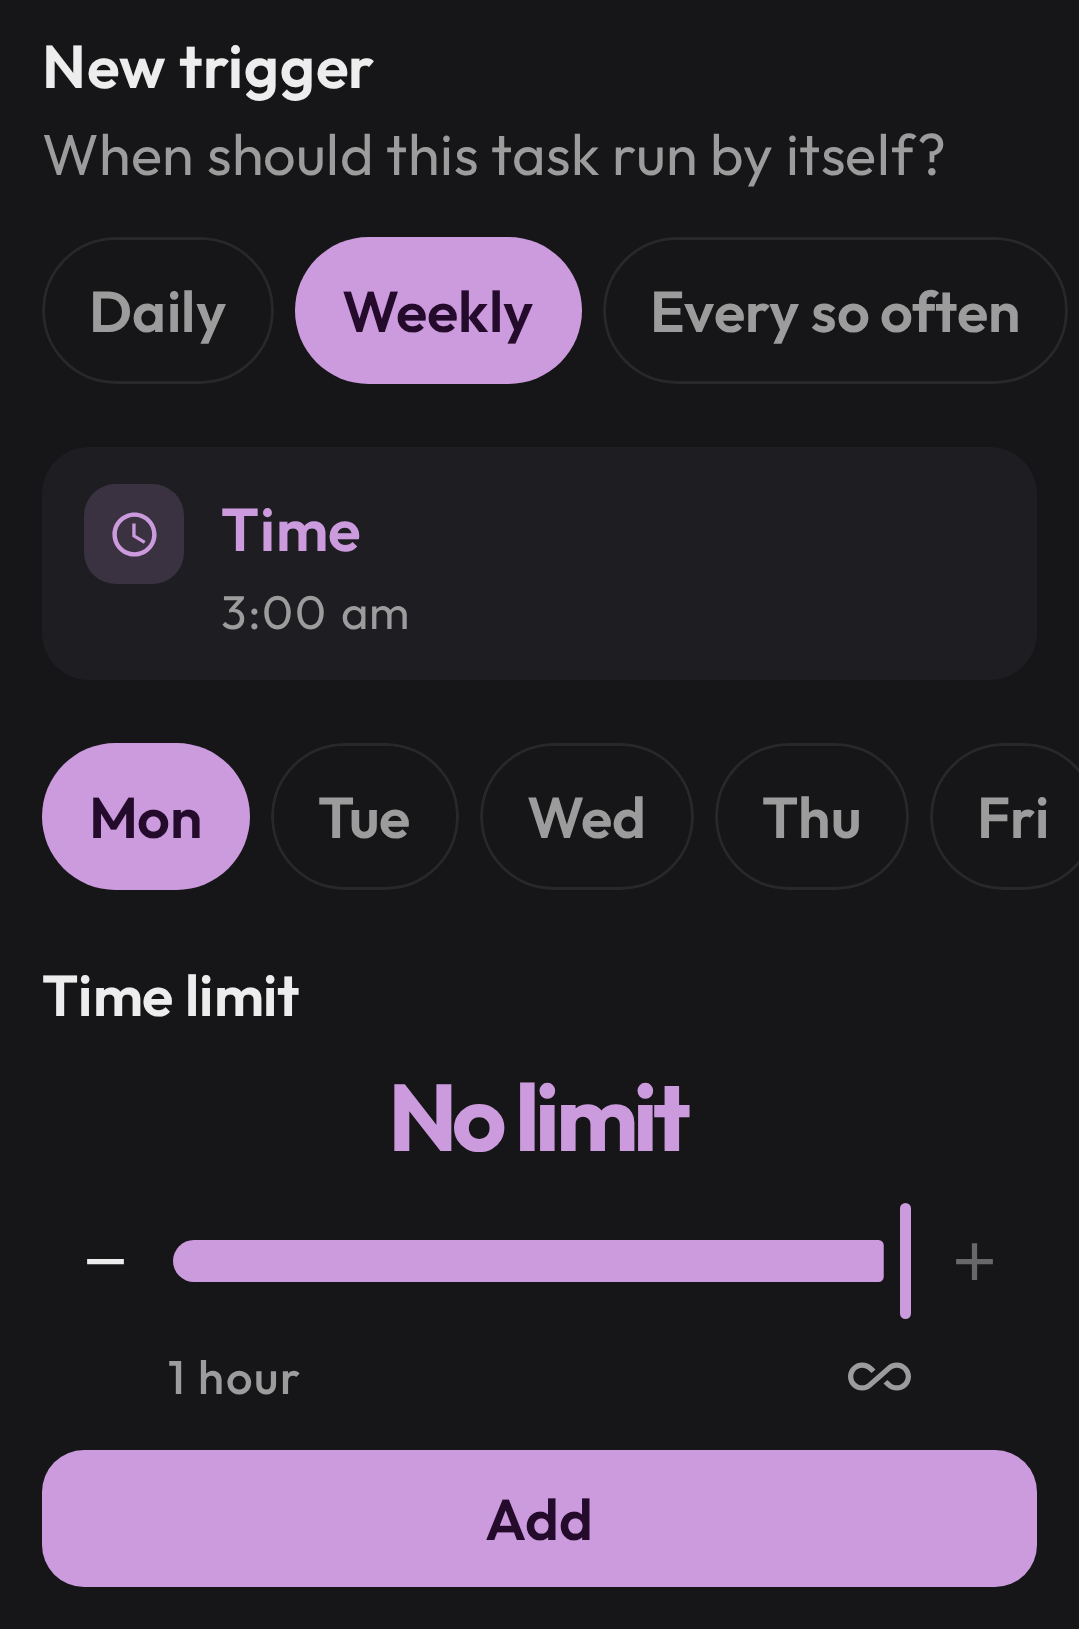 New trigger
When should this task run by itself?
Daily Weekly Every so often
Time
3:00 am
Mon Tue Wed Thu Fri
Time limit
No limit
1 hour ∞
Add